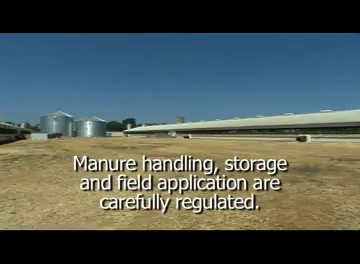 Manure handling, storage
and field application are
carefully regulated.